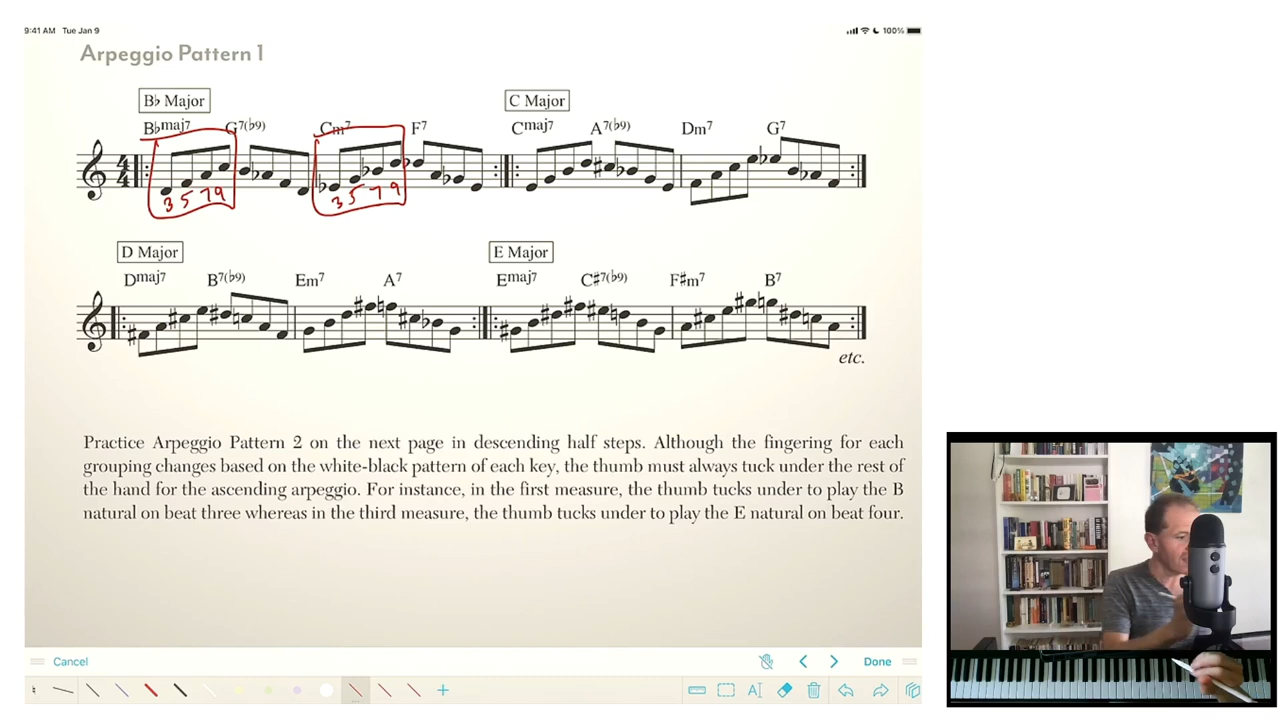 9:41 AM Tue Jan 9 100%
Arpeggio Pattern 1
B♭ Major C Major
B♭maj7 G7(♭9) Cm7 F7 Cmaj7 A7(♭9) Dm7 G7
3 5 7 9 3 5 7 9
D Major E Major
Dmaj7 B7(♭9) Em7 A7 Emaj7 C♯7(♭9) F♯m7 B7
etc.
Practice Arpeggio Pattern 2 on the next page in descending half steps. Although the fingering for each
grouping changes based on the white-black pattern of each key, the thumb must always tuck under the rest of
the hand for the ascending arpeggio. For instance, in the first measure, the thumb tucks under to play the B
natural on beat three whereas in the third measure, the thumb tucks under to play the E natural on beat four.
Cancel Done